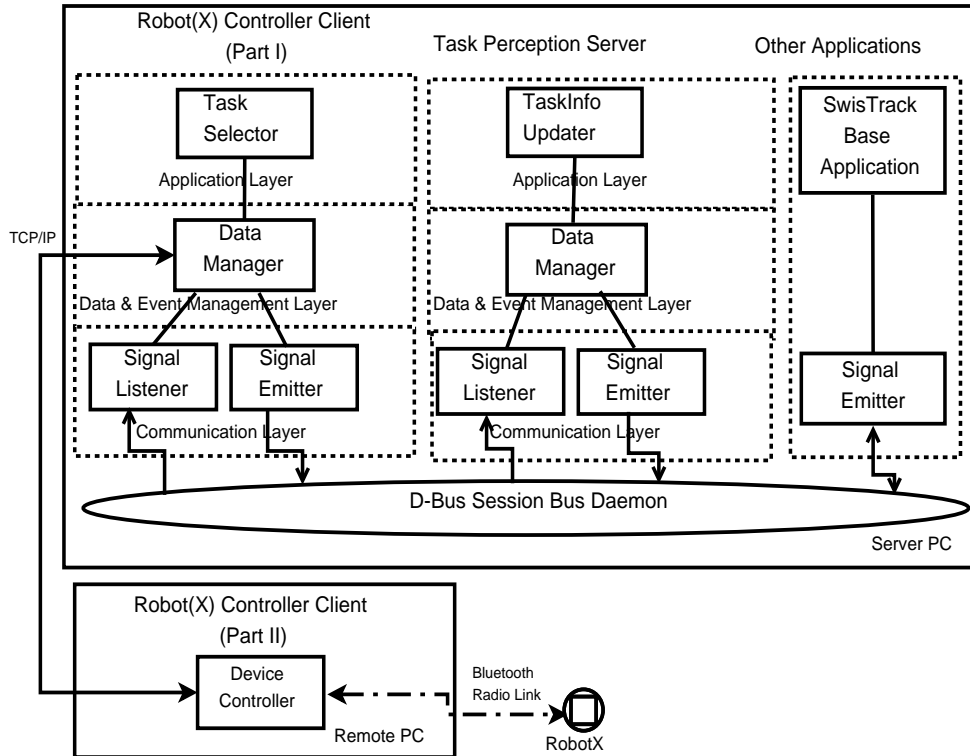 Robot(X) Controller Client
(Part I)
Task Perception Server
Other Applications
Task
Selector
Application Layer
TaskInfo
Updater
Application Layer
SwisTrack
Base
Application
TCP/IP
Data
Manager
Data & Event Management Layer
Data
Manager
Data & Event Management Layer
Signal
Listener
Signal
Emitter
Communication Layer
Signal
Listener
Signal
Emitter
Communication Layer
Signal
Emitter
D-Bus Session Bus Daemon
Server PC
Robot(X) Controller Client
(Part II)
Device
Controller
Remote PC
Bluetooth
Radio Link
RobotX